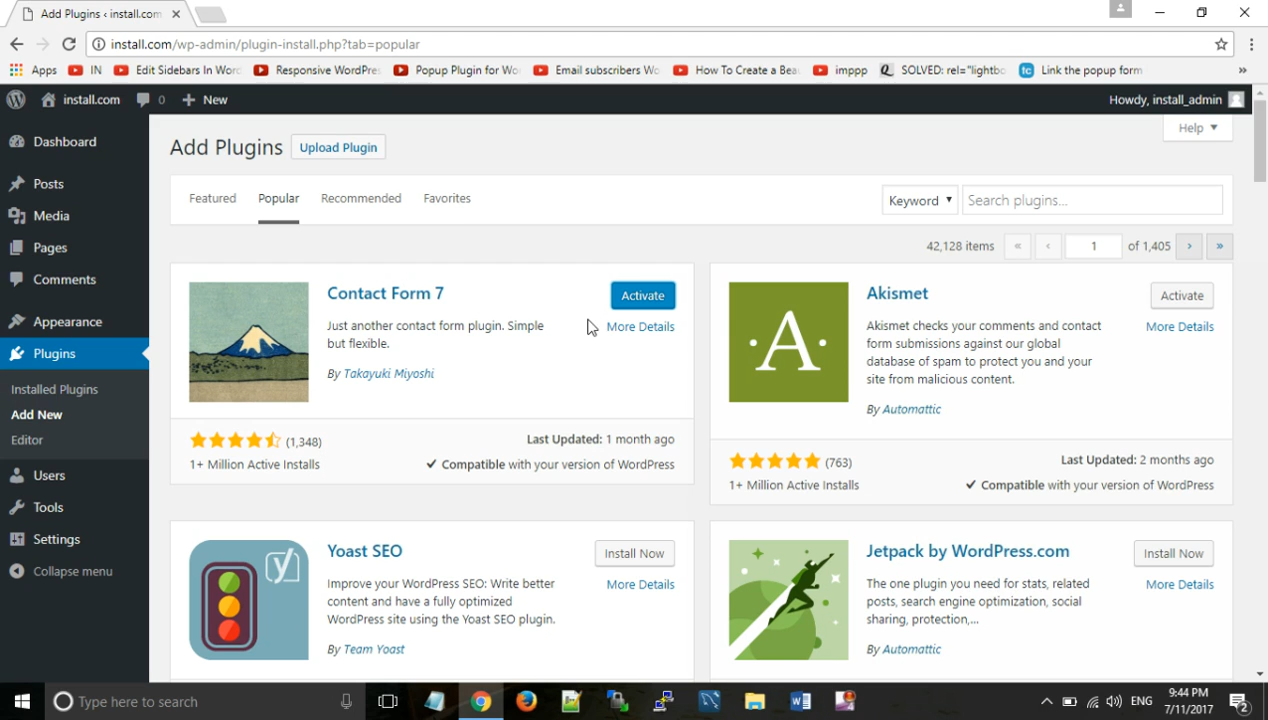 Add Plugins ‹ install.com
install.com/wp-admin/plugin-install.php?tab=popular
Apps IN Edit Sidebars In Word Responsive WordPres Popup Plugin for Wo Email subscribers Wo How To Create a Beau imppp SOLVED: rel="lightbo Link the popup form »
install.com 0 + New Howdy, install_admin
Help ▼
Dashboard
Posts
Media
Pages
Comments
Appearance
Plugins
Installed Plugins
Add New
Editor
Users
Tools
Settings
Collapse menu
Add Plugins Upload Plugin
Featured Popular Recommended Favorites Keyword ▼ Search plugins...
42,128 items « ‹ 1 of 1,405 › »
Contact Form 7 Activate
More Details
Just another contact form plugin. Simple
but flexible.
By Takayuki Miyoshi
(1,348)
1+ Million Active Installs
Last Updated: 1 month ago
✓ Compatible with your version of WordPress
A
Akismet Activate
More Details
Akismet checks your comments and contact
form submissions against our global
database of spam to protect you and your
site from malicious content.
By Automattic
(763)
1+ Million Active Installs
Last Updated: 2 months ago
✓ Compatible with your version of WordPress
y
Yoast SEO Install Now
More Details
Improve your WordPress SEO: Write better
content and have a fully optimized
WordPress site using the Yoast SEO plugin.
By Team Yoast
Jetpack by WordPress.com Install Now
More Details
The one plugin you need for stats, related
posts, search engine optimization, social
sharing, protection,...
By Automattic
Type here to search
ENG
9:44 PM
7/11/2017
2